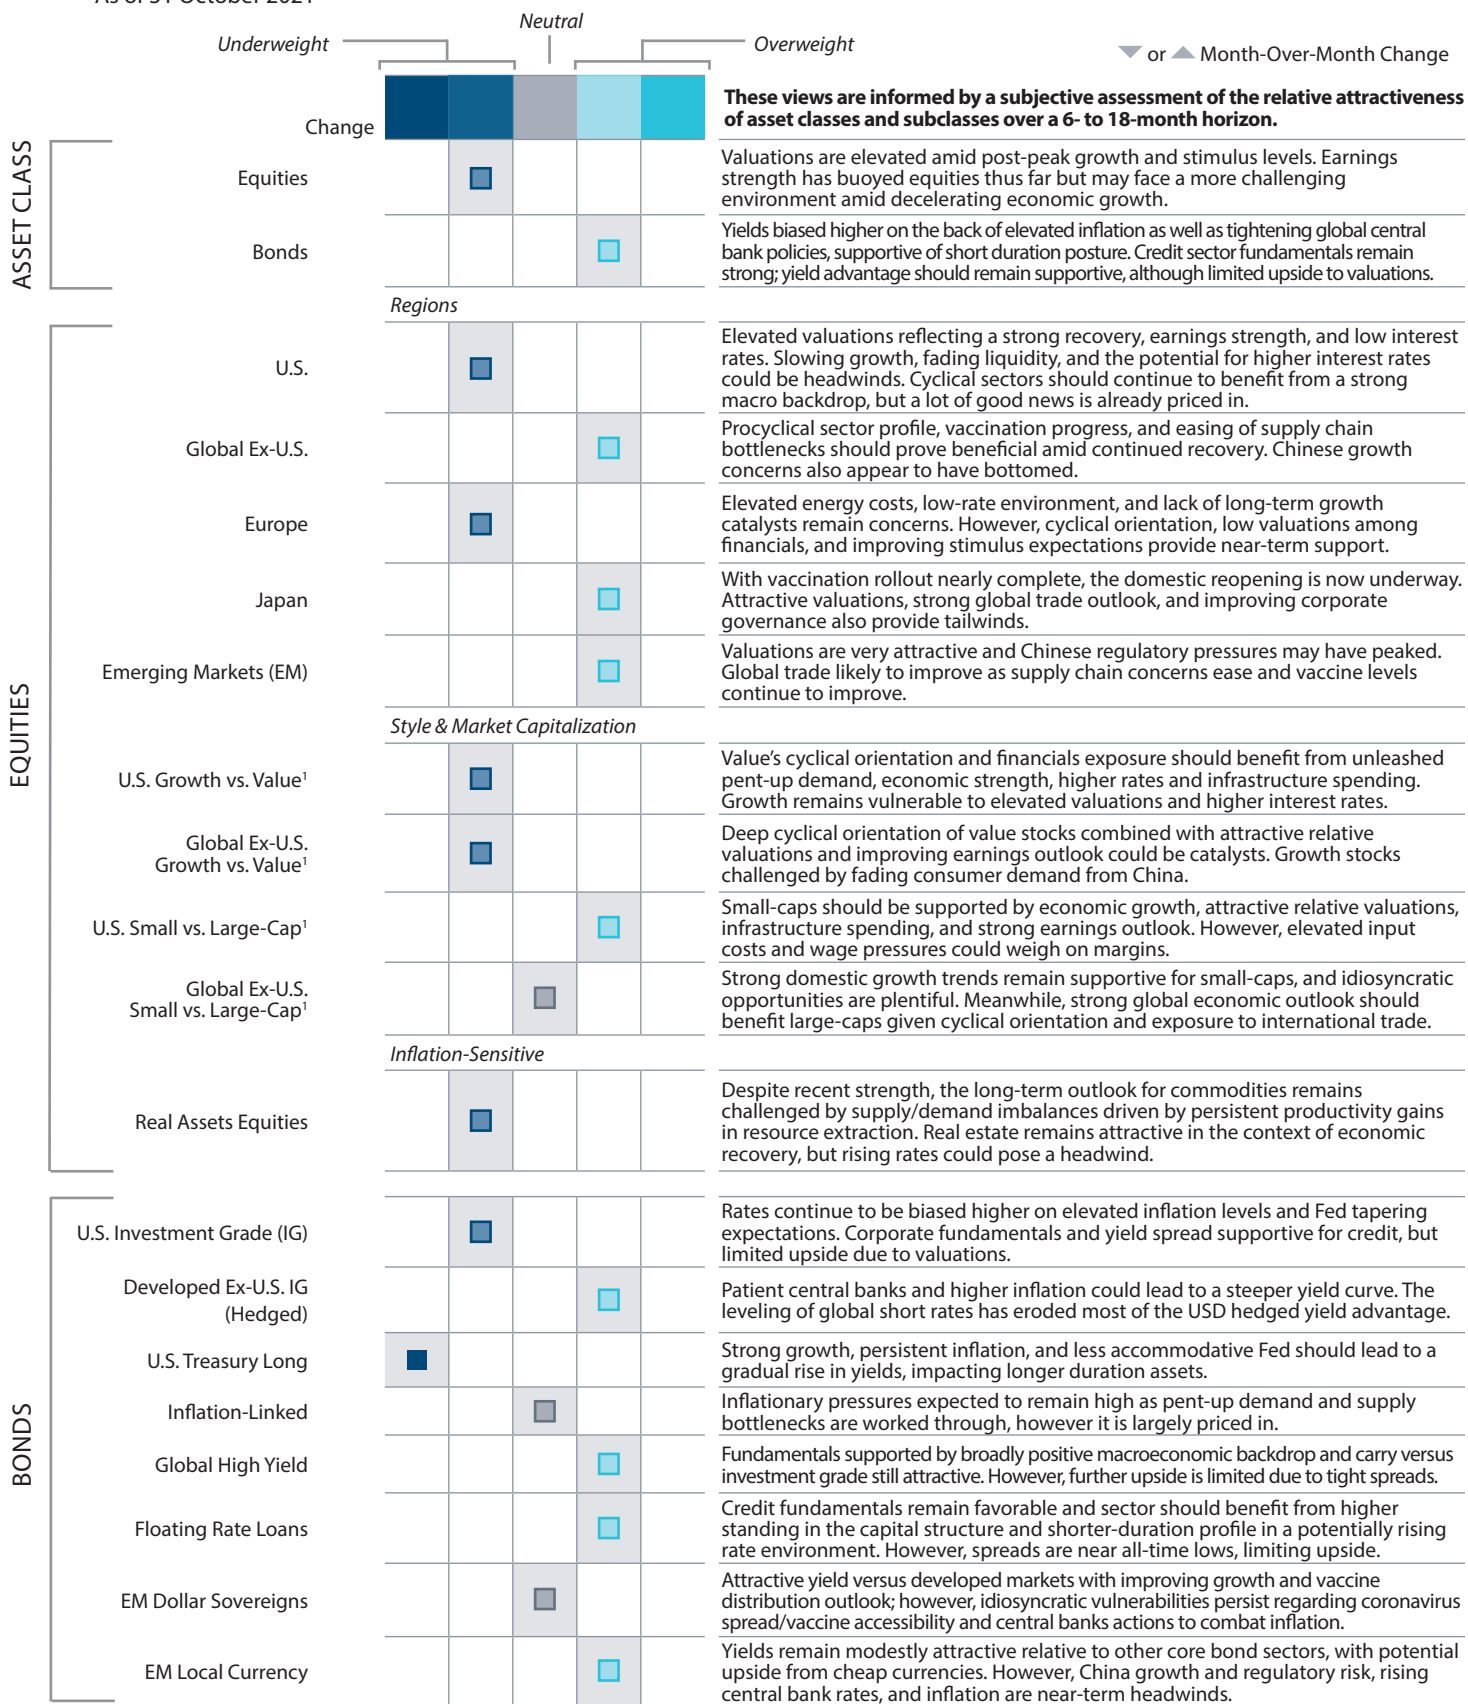 As of 31 October 2021
Neutral
Underweight
Overweight
or Month-Over-Month Change
Change
These views are informed by a subjective assessment of the relative attractiveness
of asset classes and subclasses over a 6- to 18-month horizon.
ASSET CLASS
Equities
Valuations are elevated amid post-peak growth and stimulus levels. Earnings
strength has buoyed equities thus far but may face a more challenging
environment amid decelerating economic growth.
Bonds
Yields biased higher on the back of elevated inflation as well as tightening global central
bank policies, supportive of short duration posture. Credit sector fundamentals remain
strong; yield advantage should remain supportive, although limited upside to valuations.
EQUITIES
Regions
U.S.
Elevated valuations reflecting a strong recovery, earnings strength, and low interest
rates. Slowing growth, fading liquidity, and the potential for higher interest rates
could be headwinds. Cyclical sectors should continue to benefit from a strong
macro backdrop, but a lot of good news is already priced in.
Global Ex-U.S.
Procyclical sector profile, vaccination progress, and easing of supply chain
bottlenecks should prove beneficial amid continued recovery. Chinese growth
concerns also appear to have bottomed.
Europe
Elevated energy costs, low-rate environment, and lack of long-term growth
catalysts remain concerns. However, cyclical orientation, low valuations among
financials, and improving stimulus expectations provide near-term support.
Japan
With vaccination rollout nearly complete, the domestic reopening is now underway.
Attractive valuations, strong global trade outlook, and improving corporate
governance also provide tailwinds.
Emerging Markets (EM)
Valuations are very attractive and Chinese regulatory pressures may have peaked.
Global trade likely to improve as supply chain concerns ease and vaccine levels
continue to improve.
Style & Market Capitalization
U.S. Growth vs. Value¹
Value's cyclical orientation and financials exposure should benefit from unleashed
pent-up demand, economic strength, higher rates and infrastructure spending.
Growth remains vulnerable to elevated valuations and higher interest rates.
Global Ex-U.S.
Growth vs. Value¹
Deep cyclical orientation of value stocks combined with attractive relative
valuations and improving earnings outlook could be catalysts. Growth stocks
challenged by fading consumer demand from China.
U.S. Small vs. Large-Cap¹
Small-caps should be supported by economic growth, attractive relative valuations,
infrastructure spending, and strong earnings outlook. However, elevated input
costs and wage pressures could weigh on margins.
Global Ex-U.S.
Small vs. Large-Cap¹
Strong domestic growth trends remain supportive for small-caps, and idiosyncratic
opportunities are plentiful. Meanwhile, strong global economic outlook should
benefit large-caps given cyclical orientation and exposure to international trade.
Inflation-Sensitive
Real Assets Equities
Despite recent strength, the long-term outlook for commodities remains
challenged by supply/demand imbalances driven by persistent productivity gains
in resource extraction. Real estate remains attractive in the context of economic
recovery, but rising rates could pose a headwind.
BONDS
U.S. Investment Grade (IG)
Rates continue to be biased higher on elevated inflation levels and Fed tapering
expectations. Corporate fundamentals and yield spread supportive for credit, but
limited upside due to valuations.
Developed Ex-U.S. IG
(Hedged)
Patient central banks and higher inflation could lead to a steeper yield curve. The
leveling of global short rates has eroded most of the USD hedged yield advantage.
U.S. Treasury Long
Strong growth, persistent inflation, and less accommodative Fed should lead to a
gradual rise in yields, impacting longer duration assets.
Inflation-Linked
Inflationary pressures expected to remain high as pent-up demand and supply
bottlenecks are worked through, however it is largely priced in.
Global High Yield
Fundamentals supported by broadly positive macroeconomic backdrop and carry versus
investment grade still attractive. However, further upside is limited due to tight spreads.
Floating Rate Loans
Credit fundamentals remain favorable and sector should benefit from higher
standing in the capital structure and shorter-duration profile in a potentially rising
rate environment. However, spreads are near all-time lows, limiting upside.
EM Dollar Sovereigns
Attractive yield versus developed markets with improving growth and vaccine
distribution outlook; however, idiosyncratic vulnerabilities persist regarding coronavirus
spread/vaccine accessibility and central banks actions to combat inflation.
EM Local Currency
Yields remain modestly attractive relative to other core bond sectors, with potential
upside from cheap currencies. However, China growth and regulatory risk, rising
central bank rates, and inflation are near-term headwinds.